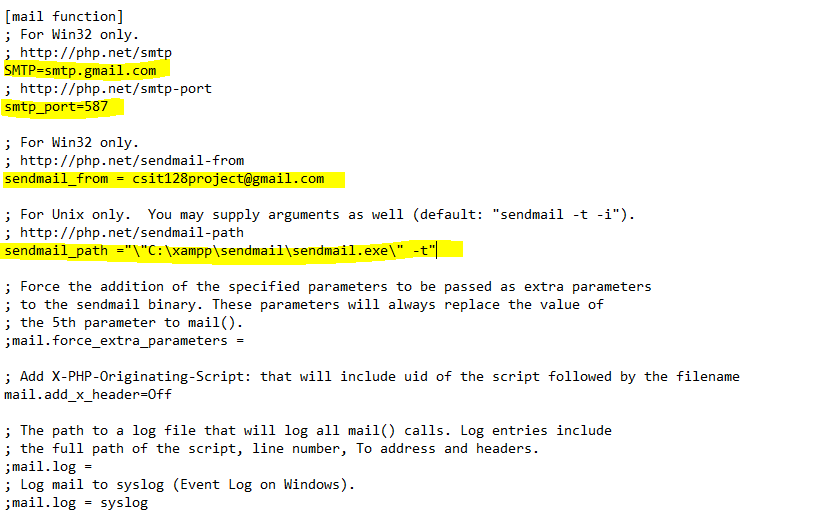 [mail function]
; For Win32 only.
; http://php.net/smtp
SMTP=smtp.gmail.com
; http://php.net/smtp-port
smtp_port=587
; For Win32 only.
; http://php.net/sendmail-from
sendmail_from = csit128project@gmail.com
; For Unix only.  You may supply arguments as well (default: "sendmail -t -i").
; http://php.net/sendmail-path
sendmail_path ="\"C:\xampp\sendmail\sendmail.exe\" -t"
; Force the addition of the specified parameters to be passed as extra parameters
; to the sendmail binary. These parameters will always replace the value of
; the 5th parameter to mail().
;mail.force_extra_parameters =
; Add X-PHP-Originating-Script: that will include uid of the script followed by the filename
mail.add_x_header=Off
; The path to a log file that will log all mail() calls. Log entries include
; the full path of the script, line number, To address and headers.
;mail.log =
; Log mail to syslog (Event Log on Windows).
;mail.log = syslog